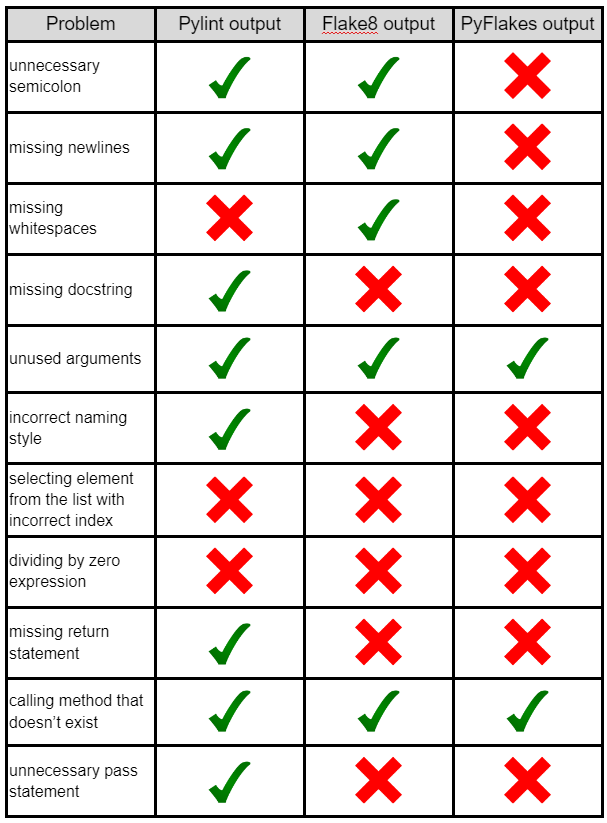 Problem
Pylint output
Flake8 output
PyFlakes output
unnecessary
semicolon
missing newlines
missing
whitespaces
missing docstring
unused arguments
incorrect naming
style
selecting element
from the list with
incorrect index
dividing by zero
expression
missing return
statement
calling method that
doesn’t exist
unnecessary pass
statement